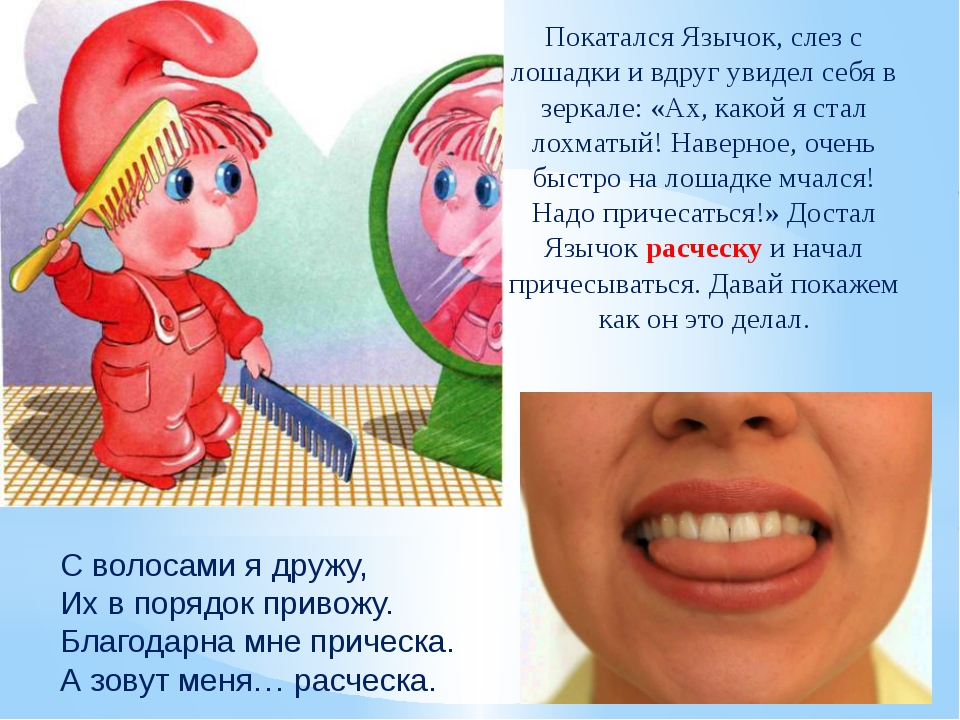 Покатался Язычок, слез с
лошадки и вдруг увидел себя в
зеркале: «Ах, какой я стал
лохматый! Наверное, очень
быстро на лошадке мчался!
Надо причесаться!» Достал
Язычок расческу и начал
причесываться. Давай покажем
как он это делал.
С волосами я дружу,
Их в порядок привожу.
Благодарна мне прическа.
А зовут меня… расческа.